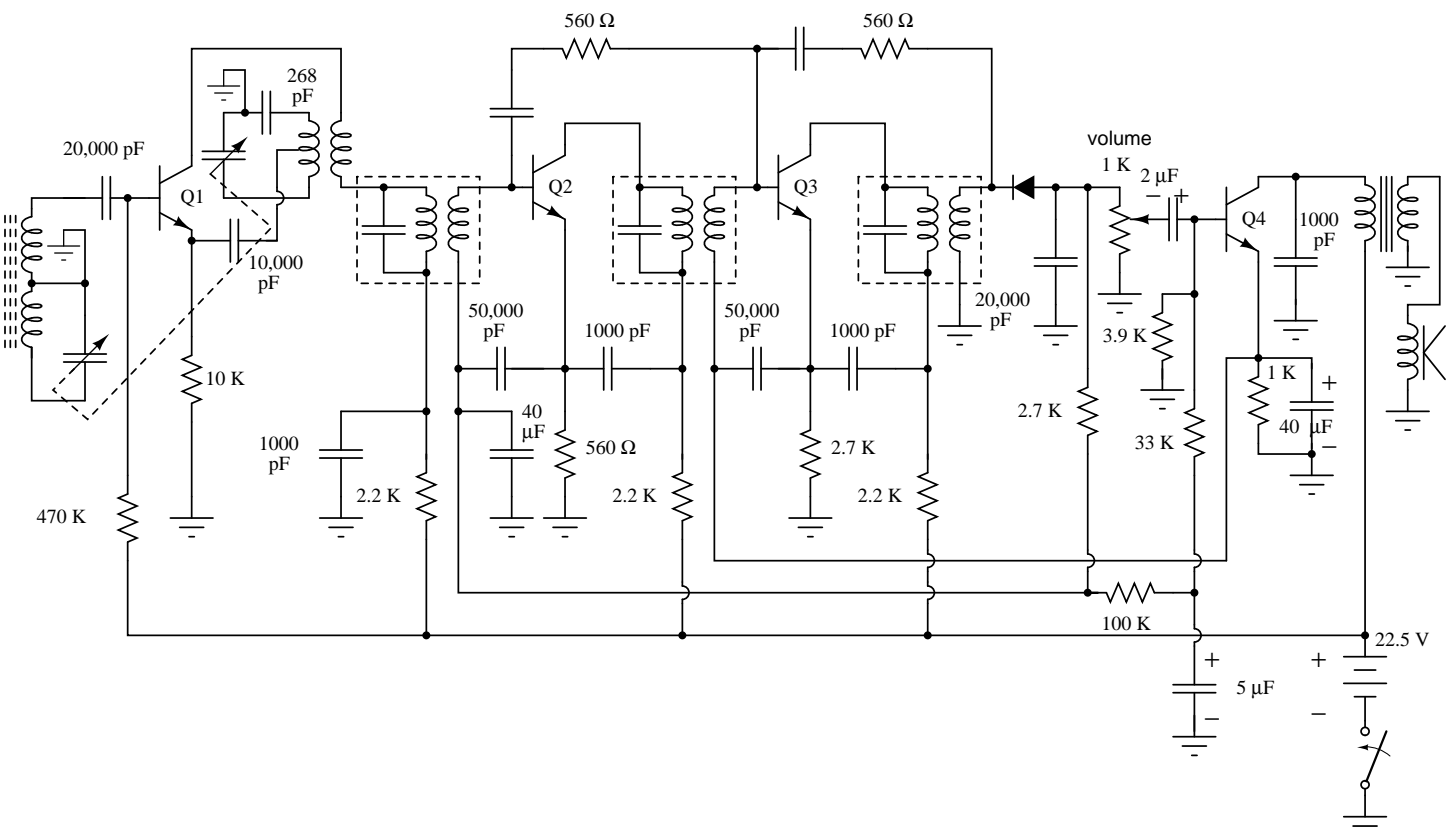 560 Ω
560 Ω
268
pF
volume
1 K
20,000 pF
2 μF
− +
Q1
Q2
Q3
Q4
1000
pF
10,000
pF
50,000
pF
1000 pF
50,000
pF
1000 pF
20,000
pF
3.9 K
10 K
1 K
+
40 μF
−
2.7 K
33 K
40
μF
1000
pF
560 Ω
2.7 K
2.2 K
2.2 K
2.2 K
470 K
100 K
22.5 V
+
5 μF
−
+
−